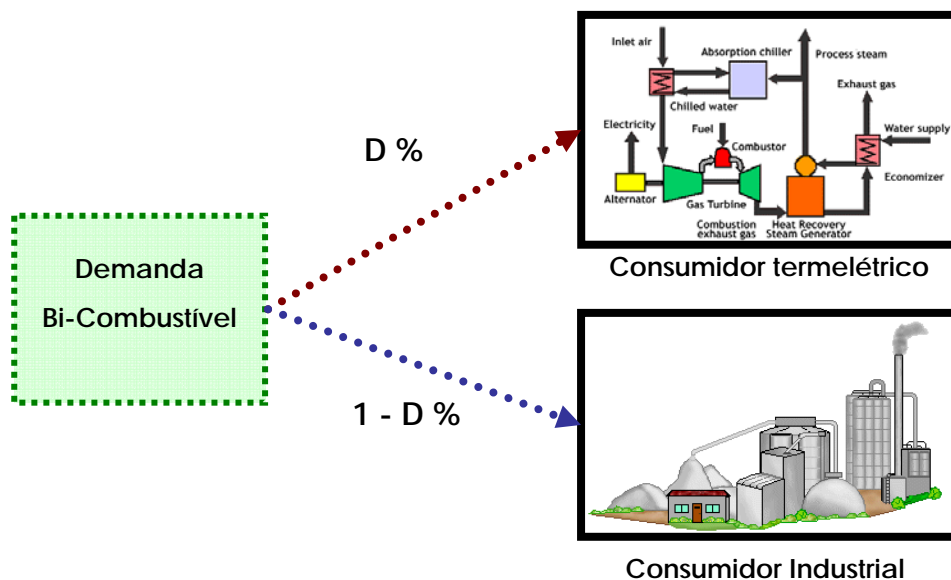 D %
Demanda
Bi-Combustível
1 - D %
Inlet air
Absorption chiller
Process steam
Exhaust gas
Chilled water
Electricity
Fuel
Combustor
Water supply
Economizer
Alternator
Gas Turbine
Combustion
exhaust gas
Heat Recovery
Steam Generator
Consumidor termelétrico
Consumidor Industrial